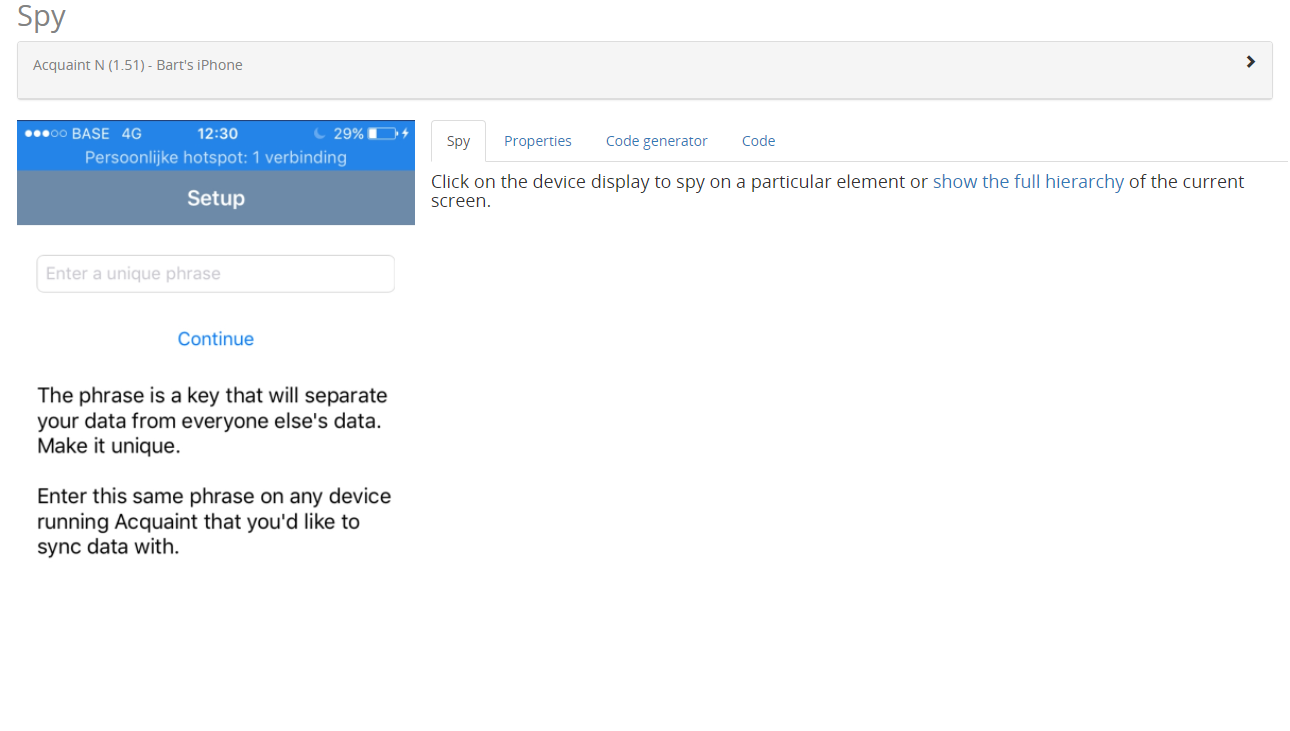 Spy
Acquaint N (1.51) - Bart's iPhone
BASE 4G 12:30 29%
Persoonlijke hotspot: 1 verbinding
Setup
Enter a unique phrase
Continue
The phrase is a key that will separate
your data from everyone else's data.
Make it unique.
Enter this same phrase on any device
running Acquaint that you'd like to
sync data with.
Spy Properties Code generator Code
Click on the device display to spy on a particular element or show the full hierarchy of the current
screen.